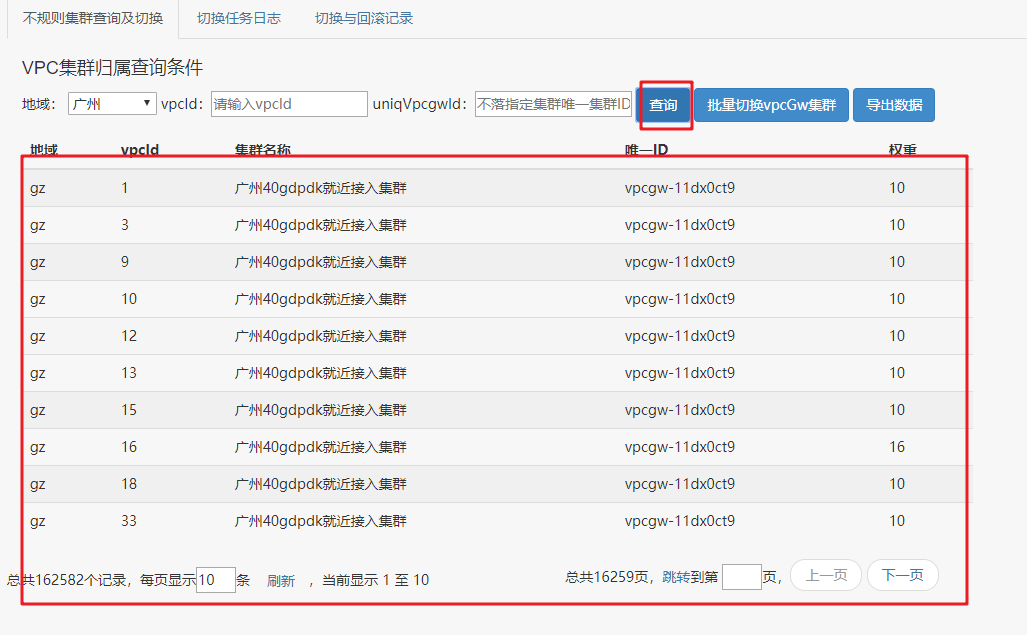 不规则集群查询及切换 切换任务日志 切换与回滚记录
VPC集群归属查询条件
地域： 广州 vpcId： 请输入vpcId uniqVpcgwId： 不落指定集群唯一集群ID 查询 批量切换vpcGw集群 导出数据
地域 vpcId 集群名称 唯一ID 权重
gz 1 广州40gdpdk就近接入集群 vpcgw-11dx0ct9 10
gz 3 广州40gdpdk就近接入集群 vpcgw-11dx0ct9 10
gz 9 广州40gdpdk就近接入集群 vpcgw-11dx0ct9 10
gz 10 广州40gdpdk就近接入集群 vpcgw-11dx0ct9 10
gz 12 广州40gdpdk就近接入集群 vpcgw-11dx0ct9 10
gz 13 广州40gdpdk就近接入集群 vpcgw-11dx0ct9 10
gz 15 广州40gdpdk就近接入集群 vpcgw-11dx0ct9 10
gz 16 广州40gdpdk就近接入集群 vpcgw-11dx0ct9 16
gz 18 广州40gdpdk就近接入集群 vpcgw-11dx0ct9 10
gz 33 广州40gdpdk就近接入集群 vpcgw-11dx0ct9 10
总共162582个记录，每页显示 10 条 刷新 ，当前显示 1 至 10 总共16259页，跳转到第 页， 上一页 下一页